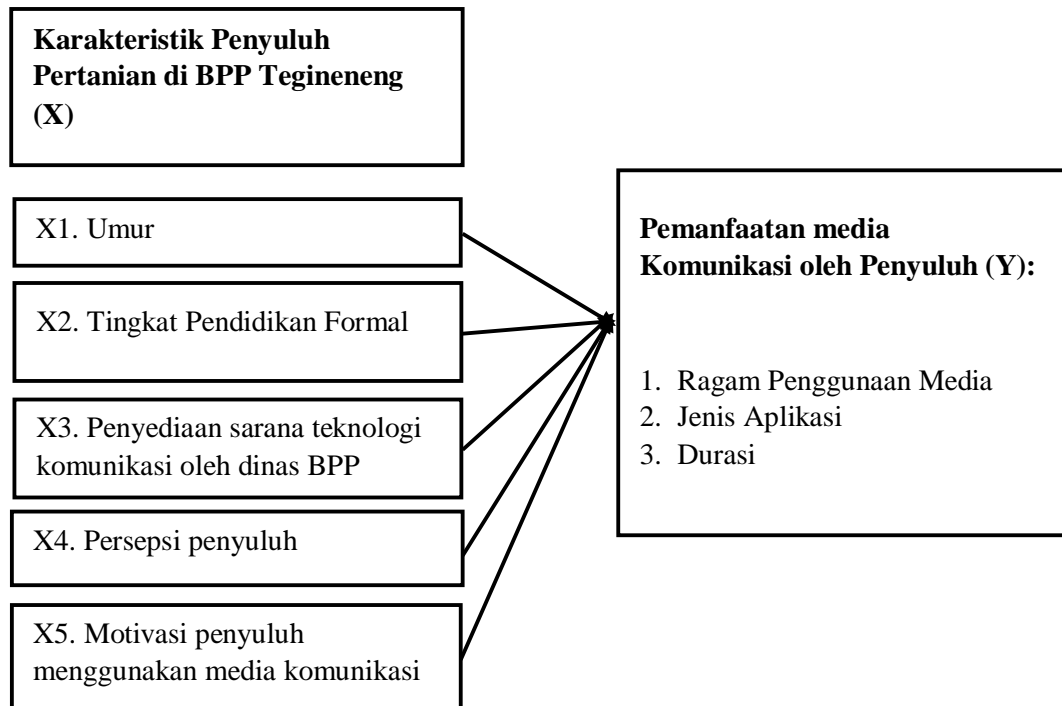 Karakteristik Penyuluh
Pertanian di BPP Tegineneng
(X)
X1. Umur
X2. Tingkat Pendidikan Formal
X3. Penyediaan sarana teknologi
komunikasi oleh dinas BPP
X4. Persepsi penyuluh
X5. Motivasi penyuluh
menggunakan media komunikasi
Pemanfaatan media
Komunikasi oleh Penyuluh (Y):
1. Ragam Penggunaan Media
2. Jenis Aplikasi
3. Durasi